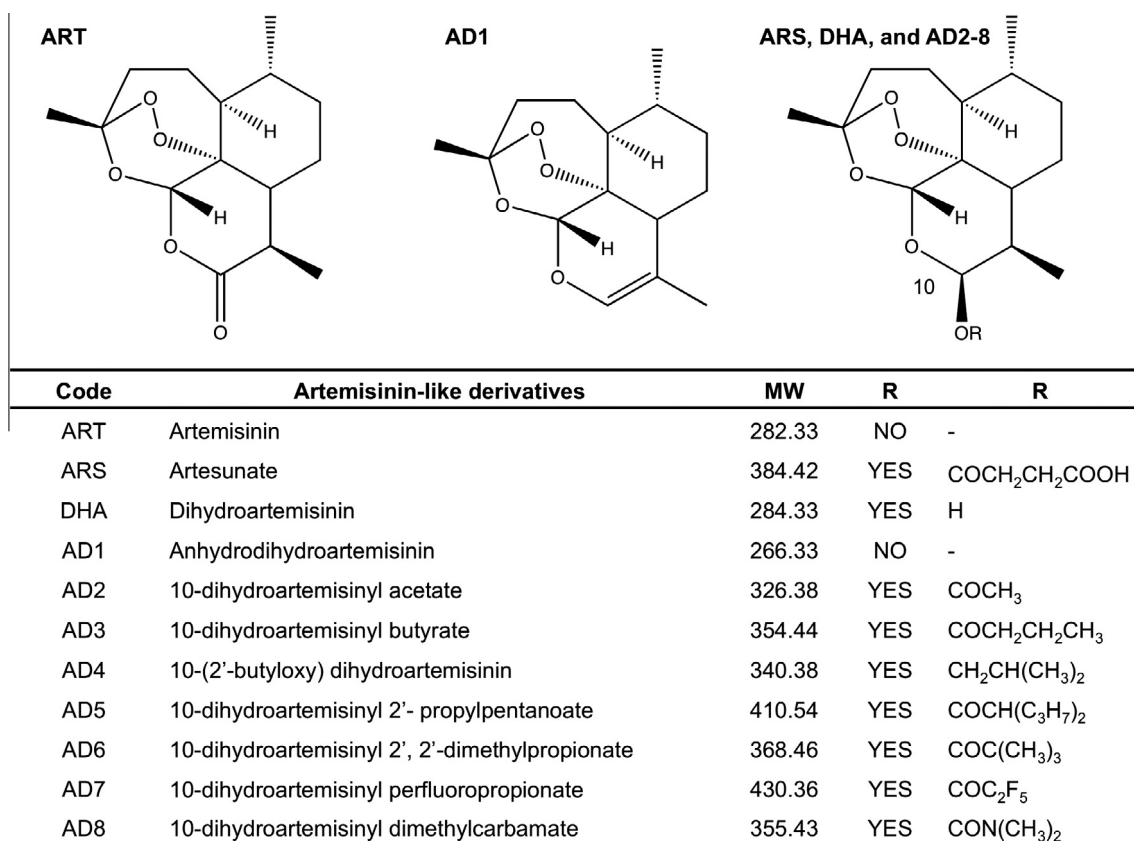 ART AD1 ARS, DHA, and AD2-8
O O H O O H O O H
O H O H O H
O O O
10
O OR
Code Artemisinin-like derivatives MW R R
ART Artemisinin 282.33 NO -
ARS Artesunate 384.42 YES COCH₂CH₂COOH
DHA Dihydroartemisinin 284.33 YES H
AD1 Anhydrodihydroartemisinin 266.33 NO -
AD2 10-dihydroartemisinyl acetate 326.38 YES COCH₃
AD3 10-dihydroartemisinyl butyrate 354.44 YES COCH₂CH₂CH₃
AD4 10-(2'-butyloxy) dihydroartemisinin 340.38 YES CH₂CH(CH₃)₂
AD5 10-dihydroartemisinyl 2'- propylpentanoate 410.54 YES COCH(C₃H₇)₂
AD6 10-dihydroartemisinyl 2', 2'-dimethylpropionate 368.46 YES COC(CH₃)₃
AD7 10-dihydroartemisinyl perfluoropropionate 430.36 YES COC₂F₅
AD8 10-dihydroartemisinyl dimethylcarbamate 355.43 YES CON(CH₃)₂